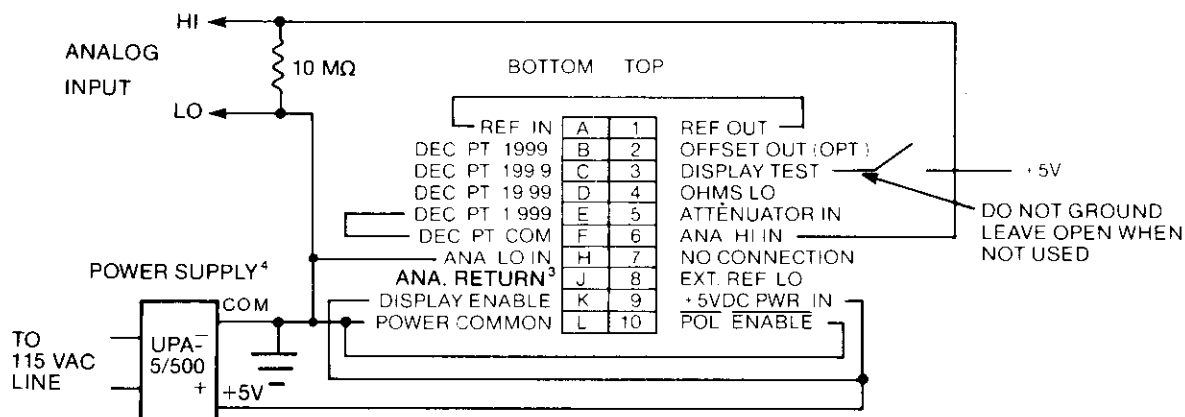 HI
ANALOG
INPUT
10 MΩ
LO
BOTTOM TOP
REF IN A 1 REF OUT
DEC PT 1999 B 2 OFFSET OUT (OPT)
DEC PT 199 9 C 3 DISPLAY TEST +5V
DEC PT 19 99 D 4 OHMS LO
DEC PT 1 999 E 5 ATTENUATOR IN
DEC PT COM F 6 ANA HI IN
ANA LO IN H 7 NO CONNECTION
ANA. RETURN³ J 8 EXT. REF LO
DISPLAY ENABLE K 9 +5VDC PWR IN
POWER COMMON L 10 POL ENABLE
DO NOT GROUND
LEAVE OPEN WHEN
NOT USED
POWER SUPPLY⁴
COM
TO
115 VAC
LINE
UPA-
5/500
−
+
+5V